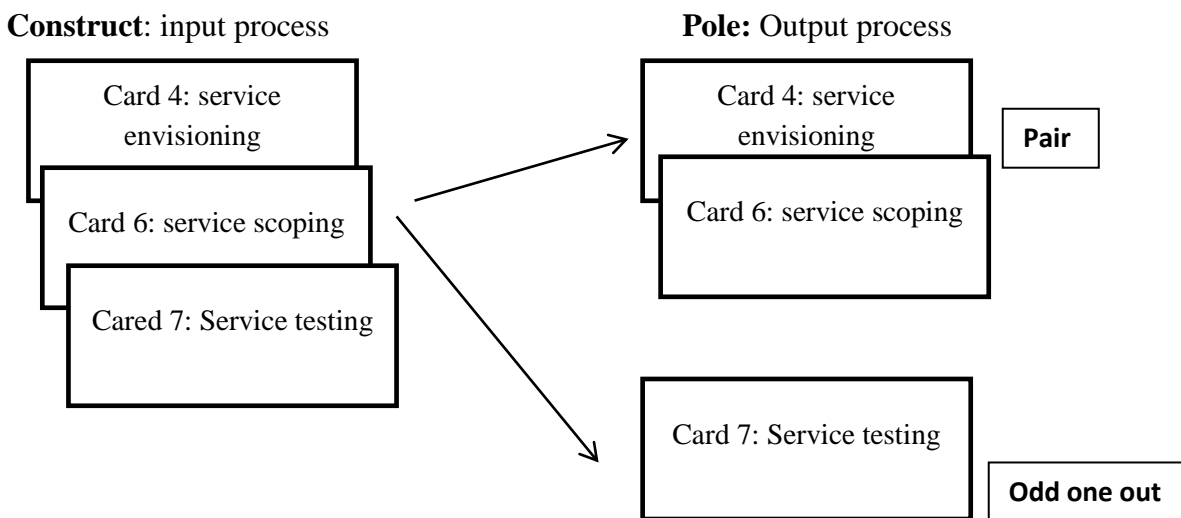 Construct: input process
Pole: Output process
Card 4: service
envisioning
Card 6: service scoping
Cared 7: Service testing
Card 4: service
envisioning
Pair
Card 6: service scoping
Card 7: Service testing
Odd one out